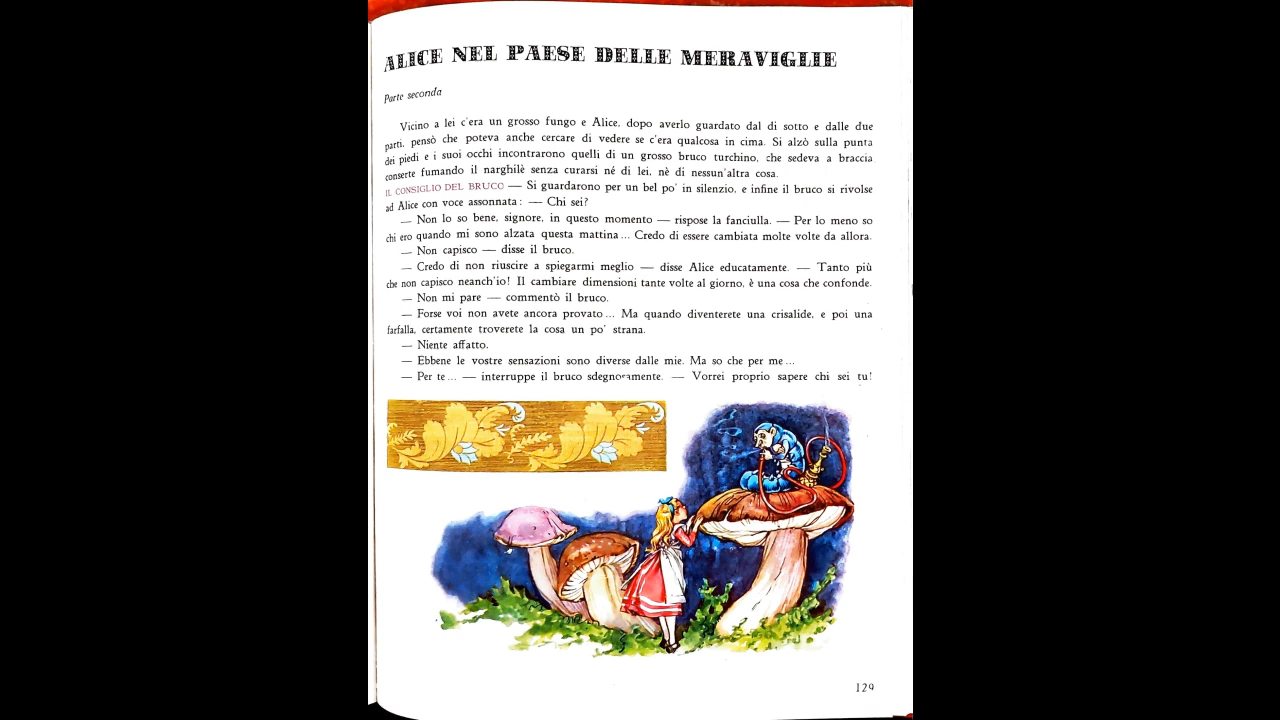 ALICE NEL PAESE DELLE MERAVIGLIE
Parte seconda
Vicino a lei c'era un grosso fungo e Alice, dopo averlo guardato dal di sotto e dalle due
parti, pensò che poteva anche cercare di vedere se c'era qualcosa in cima. Si alzò sulla punta
dei piedi e i suoi occhi incontrarono quelli di un grosso bruco turchino, che sedeva a braccia
conserte fumando il narghilè senza curarsi né di lei, nè di nessun'altra cosa.
IL CONSIGLIO DEL BRUCO — Si guardarono per un bel po' in silenzio, e infine il bruco si rivolse
ad Alice con voce assonnata: — Chi sei?
— Non lo so bene, signore, in questo momento — rispose la fanciulla. — Per lo meno so
chi ero quando mi sono alzata questa mattina... Credo di essere cambiata molte volte da allora.
— Non capisco — disse il bruco.
— Credo di non riuscire a spiegarmi meglio — disse Alice educatamente. — Tanto più
che non capisco neanch'io! Il cambiare dimensioni tante volte al giorno, è una cosa che confonde.
— Non mi pare — commentò il bruco.
— Forse voi non avete ancora provato... Ma quando diventerete una crisalide, e poi una
farfalla, certamente troverete la cosa un po' strana.
— Niente affatto.
— Ebbene le vostre sensazioni sono diverse dalle mie. Ma so che per me...
— Per te... — interruppe il bruco sdegnosamente. — Vorrei proprio sapere chi sei tu!
129